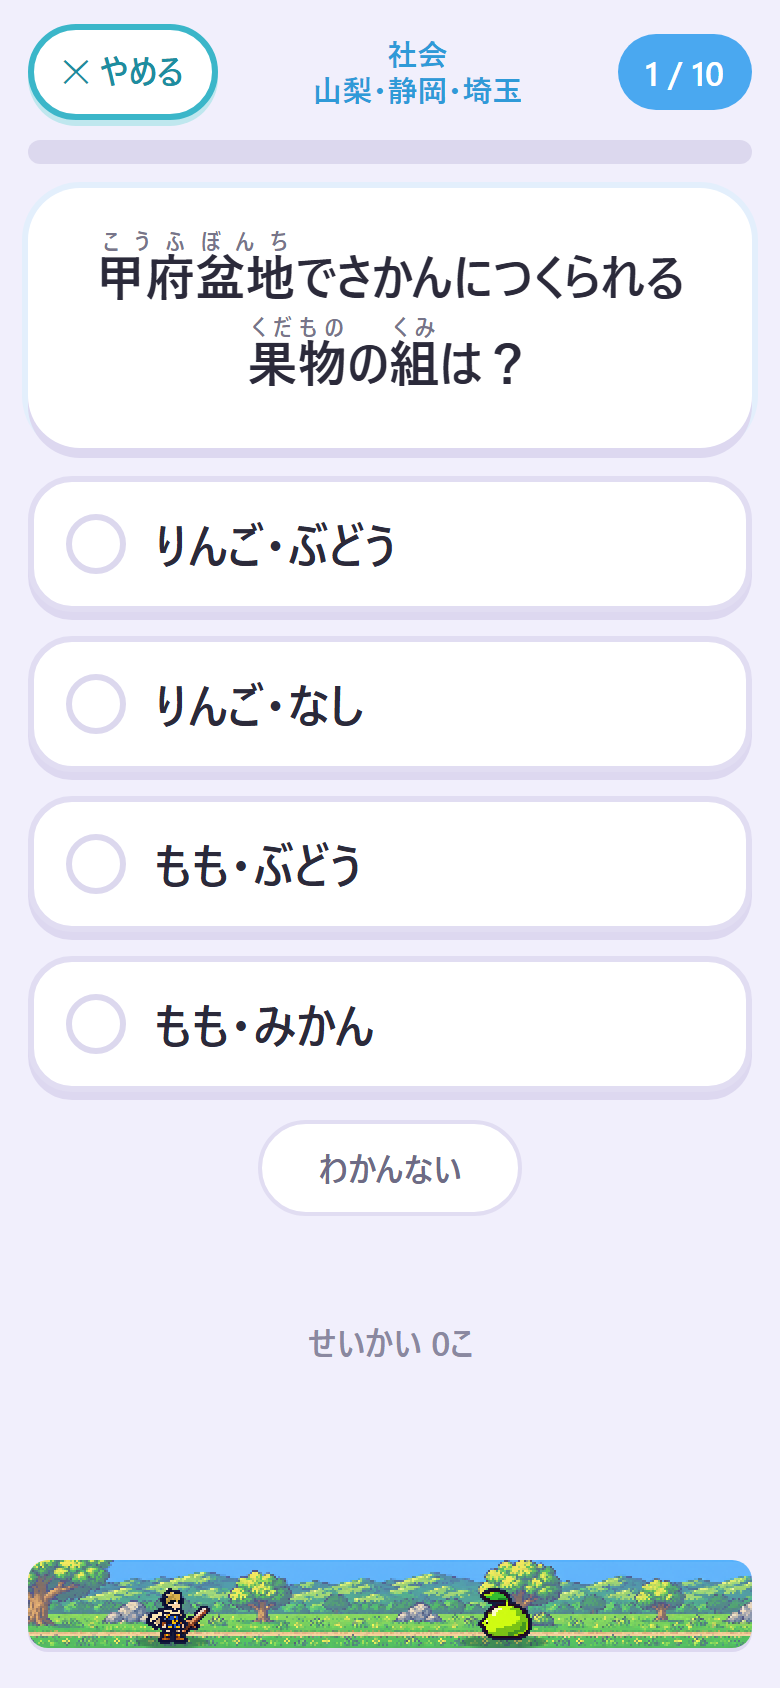 × やめる
社会
山梨・静岡・埼玉
1 / 10
こうふぼんち
甲府盆地でさかんにつくられる
くだもの くみ
果物の組は？
りんご・ぶどう
りんご・なし
もも・ぶどう
もも・みかん
わかんない
せいかい 0こ